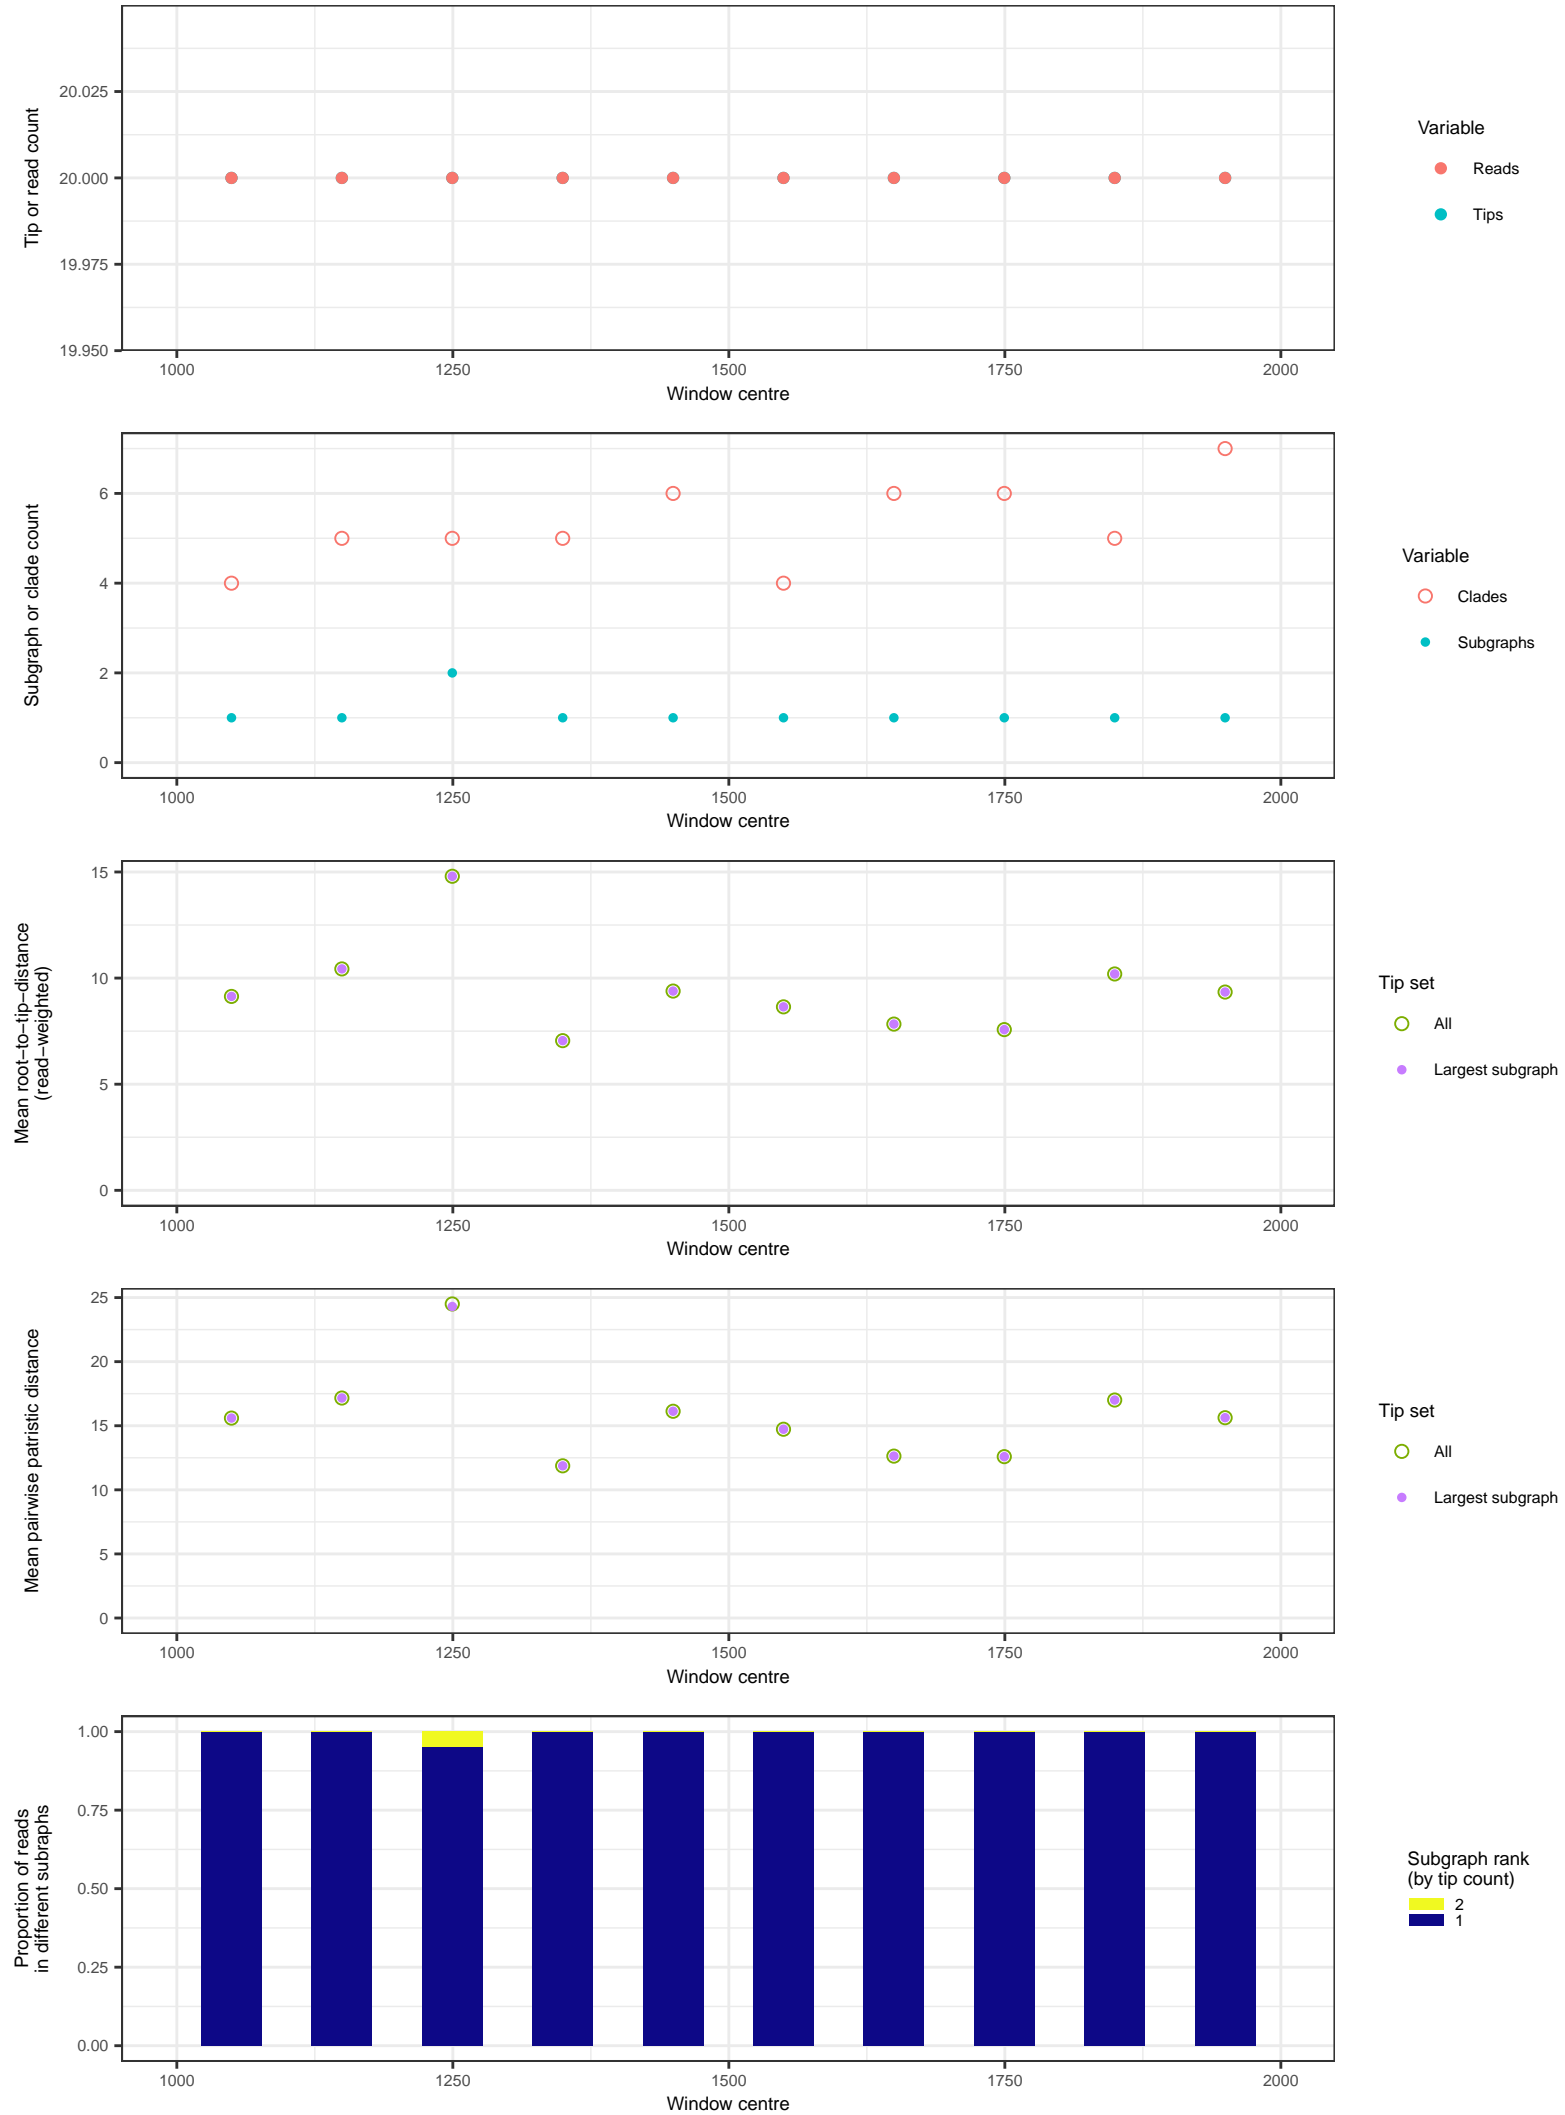 Tip or read count
20.025
20.000
19.975
19.950
1000 1250 1500 1750 2000
Window centre
Variable
Reads
Tips
Subgraph or clade count
6
4
2
0
1000 1250 1500 1750 2000
Window centre
Variable
Clades
Subgraphs
Mean root−to−tip−distance
(read−weighted)
15
10
5
0
1000 1250 1500 1750 2000
Window centre
Tip set
All
Largest subgraph
Mean pairwise patristic distance
25
20
15
10
5
0
1000 1250 1500 1750 2000
Window centre
Tip set
All
Largest subgraph
Proportion of reads
in different subraphs
1.00
0.75
0.50
0.25
0.00
1000 1250 1500 1750 2000
Window centre
Subgraph rank
(by tip count)
2
1